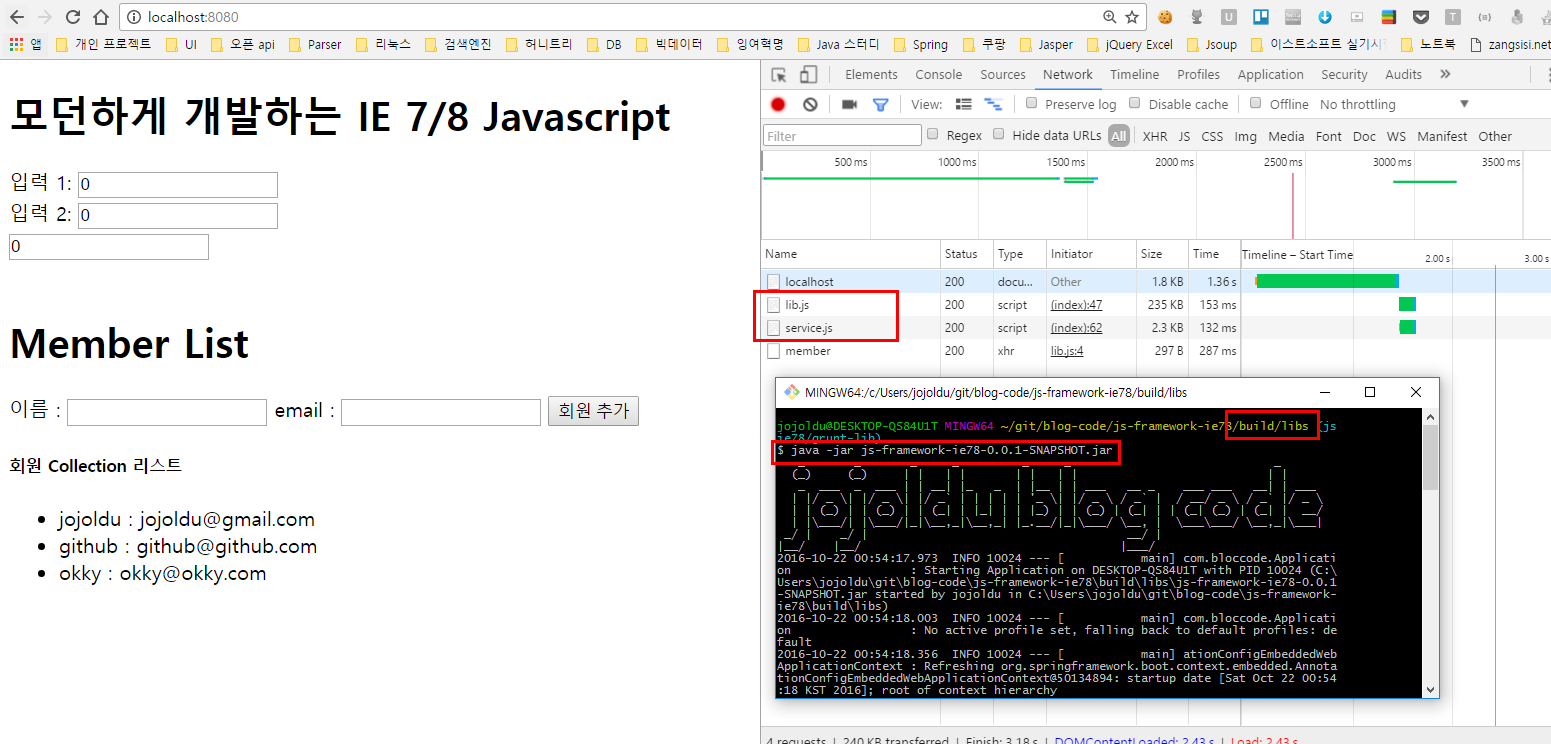 localhost:8080
앱 개인 프로젝트 UI 오픈 api Parser 리눅스 검색엔진 허니트리 DB 빅데이터 잉여혁명 Java 스터디 Spring 쿠팡 Jasper jQuery Excel Jsoup 이스트소프트 실기시 노트북 zangsisi.net
모던하게 개발하는 IE 7/8 Javascript
입력 1: 0
입력 2: 0
0
Member List
이름 : email : 회원 추가
회원 Collection 리스트
jojoldu : jojoldu@gmail.com
github : github@github.com
okky : okky@okky.com
Elements Console Sources Network Timeline Profiles Application Security Audits
View: Preserve log Disable cache Offline No throttling
Filter Regex Hide data URLs All XHR JS CSS Img Media Font Doc WS Manifest Other
500 ms 1000 ms 1500 ms 2000 ms 2500 ms 3000 ms 3500 ms
Name Status Type Initiator Size Time Timeline – Start Time 2.00 s 3.00 s
localhost 200 docu... Other 1.8 KB 1.36 s
lib.js 200 script (index):47 235 KB 153 ms
service.js 200 script (index):62 2.3 KB 132 ms
member 200 xhr lib.js:4 297 B 287 ms
MINGW64:/c/Users/jojoldu/git/blog-code/js-framework-ie78/build/libs
jojoldu@DESKTOP-QS84U1T MINGW64 ~/git/blog-code/js-framework-ie78/build/libs (js
ie78/grunt-lib)
$ java -jar js-framework-ie78-0.0.1-SNAPSHOT.jar
jojoldu blog code
2016-10-22 00:54:17.973 INFO 10024 --- [ main] com.bloccode.Applicati
on : Starting Application on DESKTOP-QS84U1T with PID 10024 (C:\
Users\jojoldu\git\blog-code\js-framework-ie78\build\libs\js-framework-ie78-0.0.1
-SNAPSHOT.jar started by jojoldu in C:\Users\jojoldu\git\blog-code\js-framework-
ie78\build\libs)
2016-10-22 00:54:18.003 INFO 10024 --- [ main] com.bloccode.Applicati
on : No active profile set, falling back to default profiles: de
fault
2016-10-22 00:54:18.356 INFO 10024 --- [ main] ationConfigEmbeddedWeb
ApplicationContext : Refreshing org.springframework.boot.context.embedded.Annota
tionConfigEmbeddedWebApplicationContext@50134894: startup date [Sat Oct 22 00:54
:18 KST 2016]; root of context hierarchy
4 requests | 240 KB transferred | Finish: 3.18 s | DOMContentLoaded: 2.43 s | Load: 2.43 s